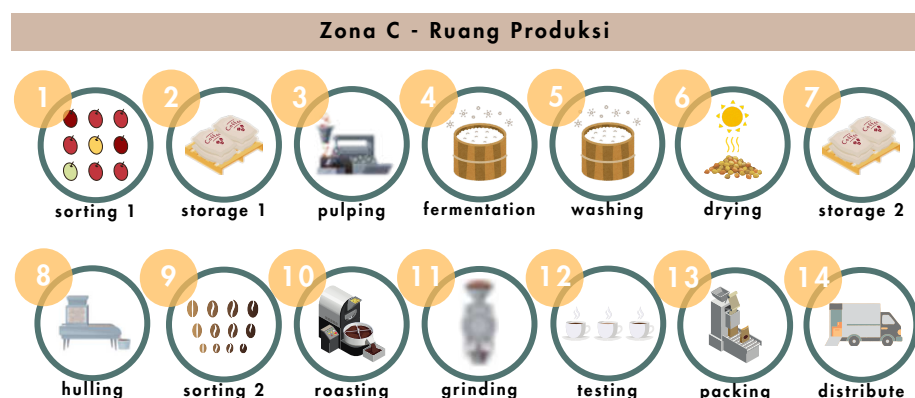 Zona C - Ruang Produksi
1 2 3 4 5 6 7
sorting 1 storage 1 pulping fermentation washing drying storage 2
8 9 10 11 12 13 14
hulling sorting 2 roasting grinding testing packing distribute